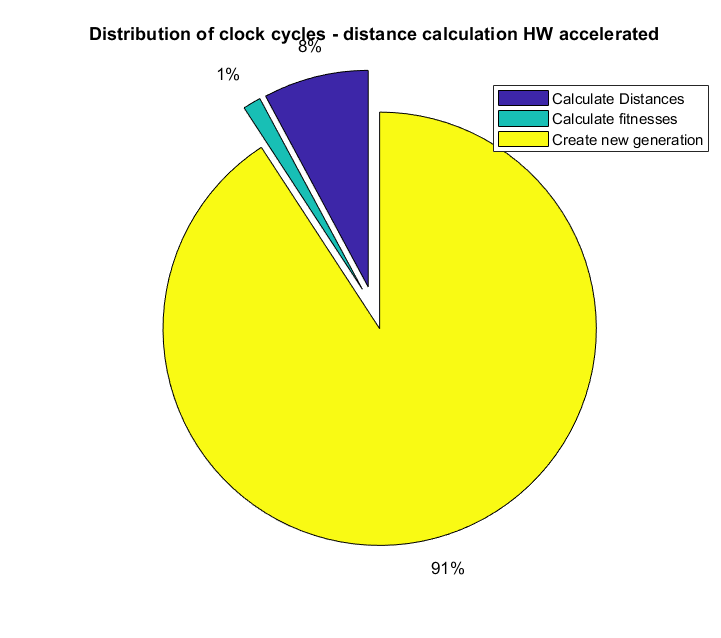 Distribution of clock cycles - distance calculation HW accelerated
8%
1%
Calculate Distances
Calculate fitnesses
Create new generation
91%